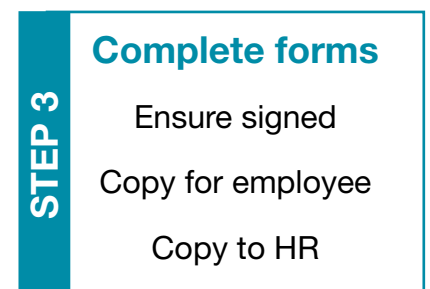 STEP 3
Complete forms
Ensure signed
Copy for employee
Copy to HR